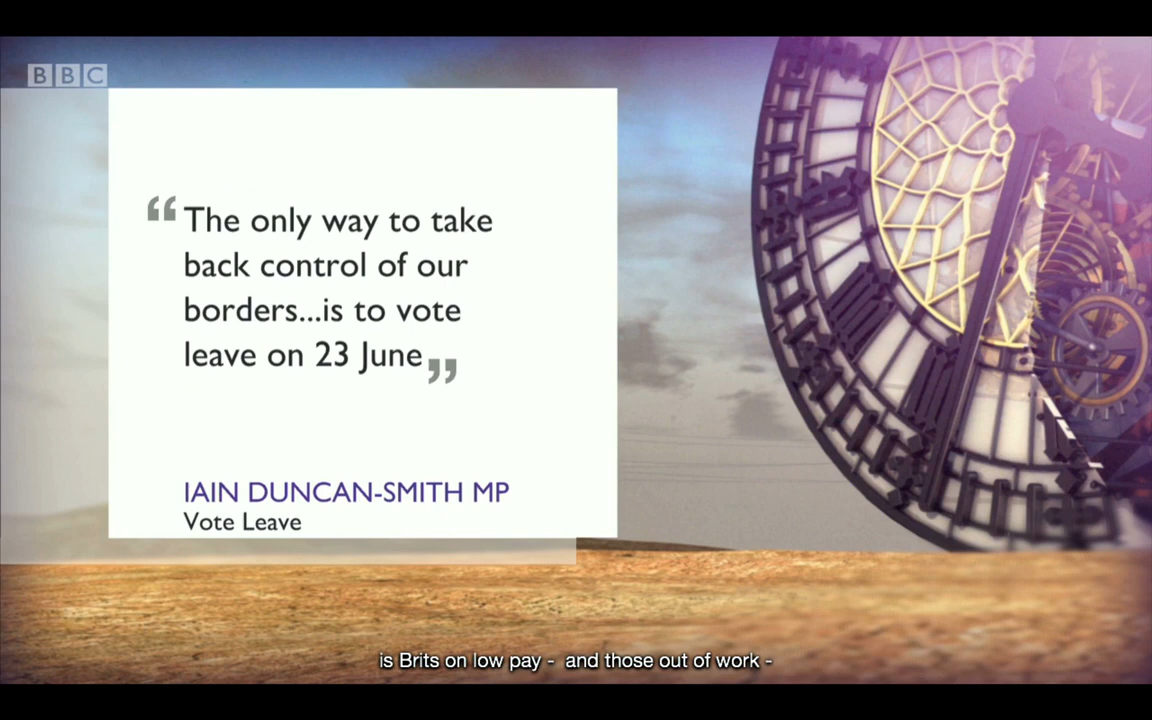 BBC
“The only way to take
back control of our
borders...is to vote
leave on 23 June”
IAIN DUNCAN-SMITH MP
Vote Leave
is Brits on low pay - and those out of work -